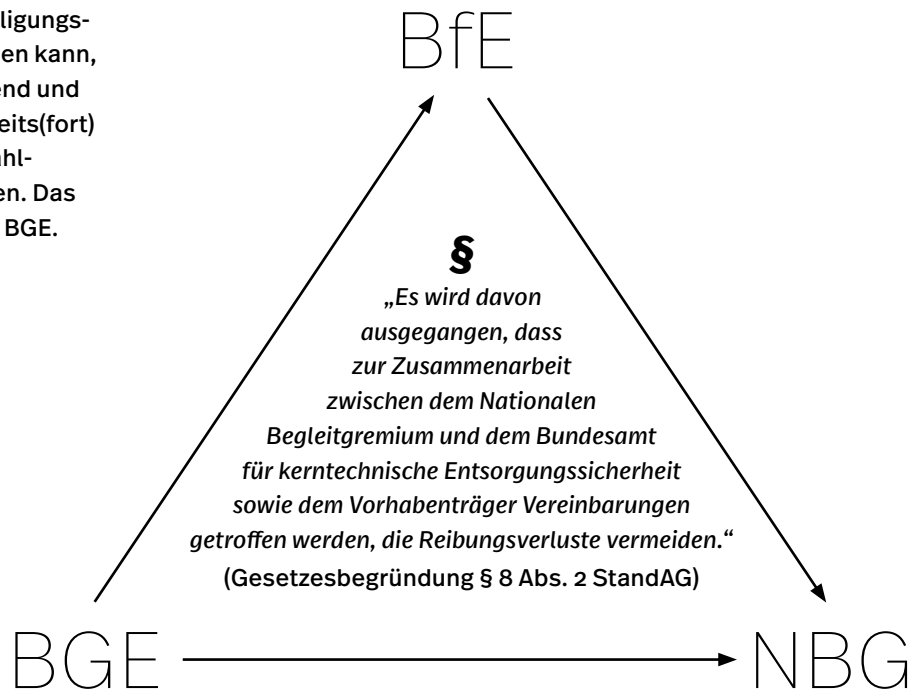 ligungs-
en kann,
end und
eits(fort)
hl-
en. Das
BGE.
BfE
§
„Es wird davon
ausgegangen, dass
zur Zusammenarbeit
zwischen dem Nationalen
Begleitgremium und dem Bundesamt
für kerntechnische Entsorgungssicherheit
sowie dem Vorhabenträger Vereinbarungen
getroffen werden, die Reibungsverluste vermeiden.“
(Gesetzesbegründung § 8 Abs. 2 StandAG)
BGE
NBG